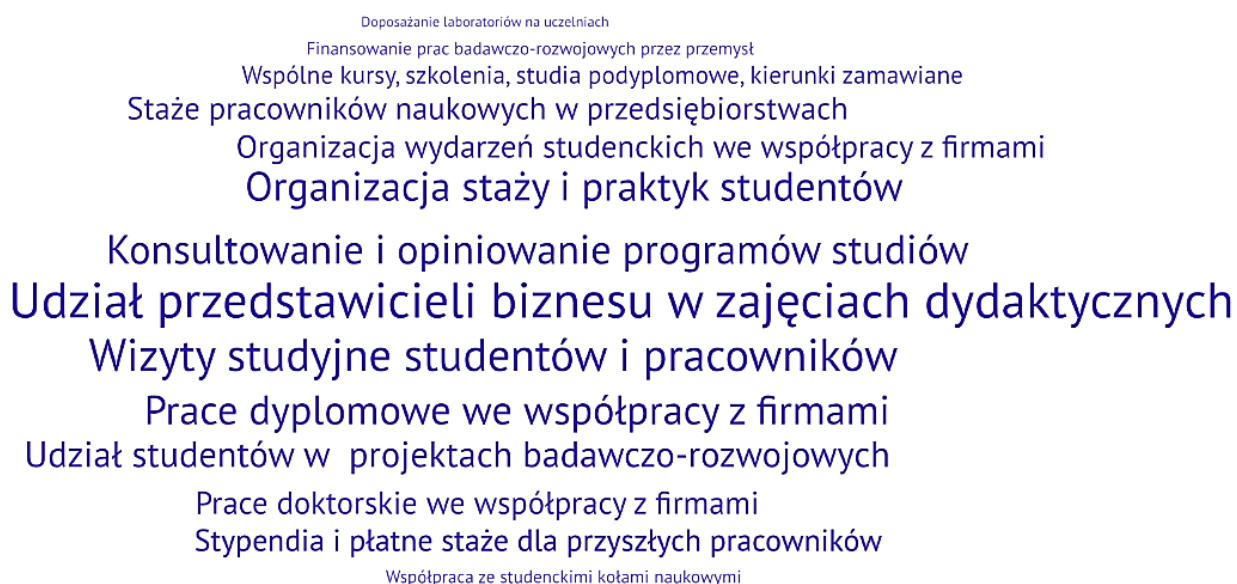 Doposażanie laboratoriów na uczelniach
Finansowanie prac badawczo-rozwojowych przez przemysł
Wspólne kursy, szkolenia, studia podyplomowe, kierunki zamawiane
Staże pracowników naukowych w przedsiębiorstwach
Organizacja wydarzeń studenckich we współpracy z firmami
Organizacja staży i praktyk studentów
Konsultowanie i opiniowanie programów studiów
Udział przedstawicieli biznesu w zajęciach dydaktycznych
Wizyty studyjne studentów i pracowników
Prace dyplomowe we współpracy z firmami
Udział studentów w projektach badawczo-rozwojowych
Prace doktorskie we współpracy z firmami
Stypendia i płatne staże dla przyszłych pracowników
Współpraca ze studenckimi kołami naukowymi